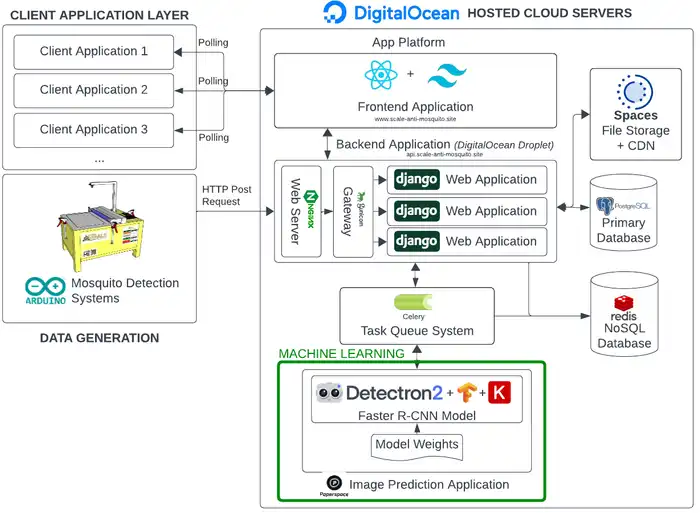 CLIENT APPLICATION LAYER
Client Application 1
Client Application 2
Client Application 3
...
Polling
Polling
Polling
ARDUINO
Mosquito Detection
Systems
DATA GENERATION
HTTP Post
Request
DigitalOcean HOSTED CLOUD SERVERS
App Platform
+
Frontend Application
www.scale-anti-mosquito.site
Backend Application (DigitalOcean Droplet)
api.scale-anti-mosquito.site
Web Server
NGINX
Gateway
gunicorn
django Web Application
django Web Application
django Web Application
Spaces
File Storage
+ CDN
PostgreSQL
Primary
Database
redis
NoSQL
Database
Celery
Task Queue System
MACHINE LEARNING
Detectron2 + + K
Faster R-CNN Model
Model Weights
Paperspace
Image Prediction Application